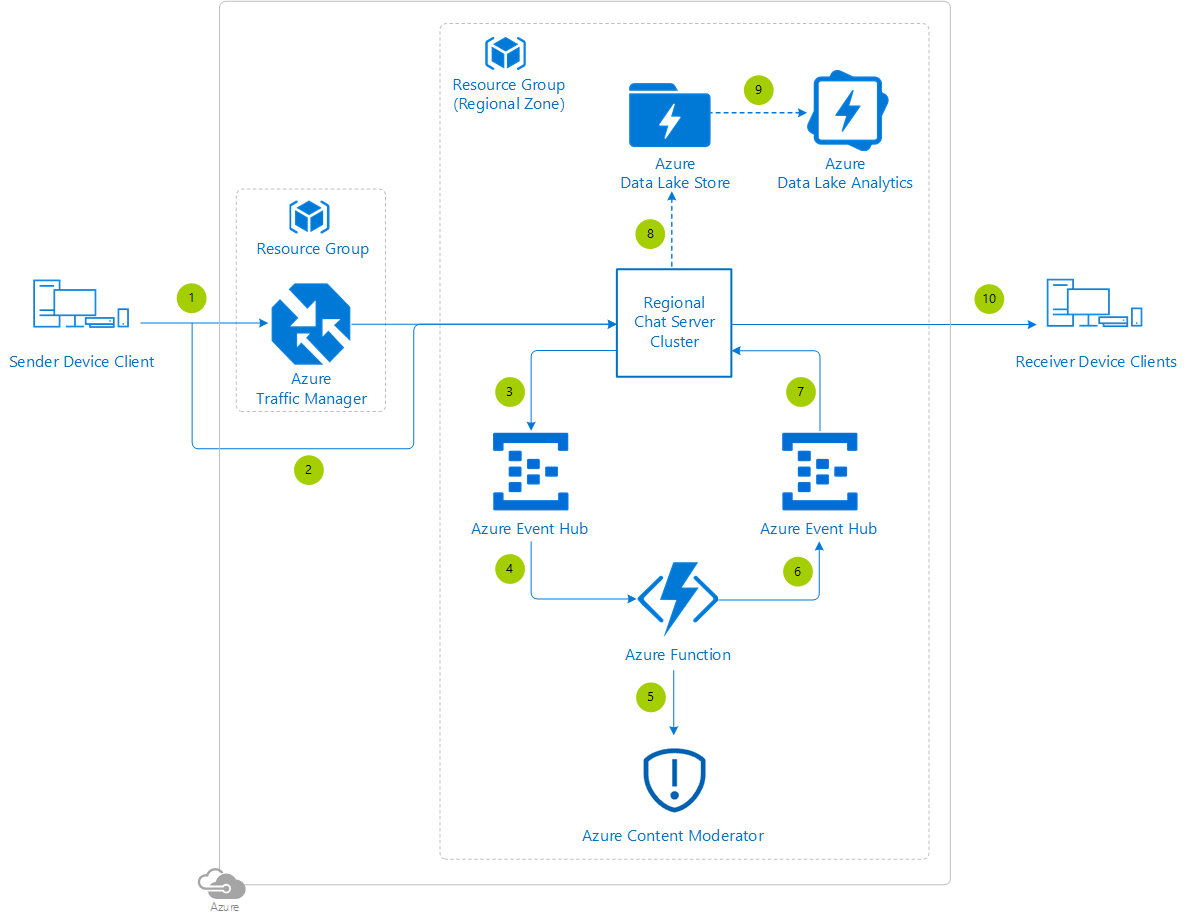 Resource Group
(Regional Zone)
9
Azure
Data Lake Store
Azure
Data Lake Analytics
Resource Group
8
1
Sender Device Client
Azure
Traffic Manager
2
Regional
Chat Server
Cluster
10
Receiver Device Clients
3
7
Azure Event Hub
Azure Event Hub
4
6
Azure Function
5
Azure Content Moderator
Azure